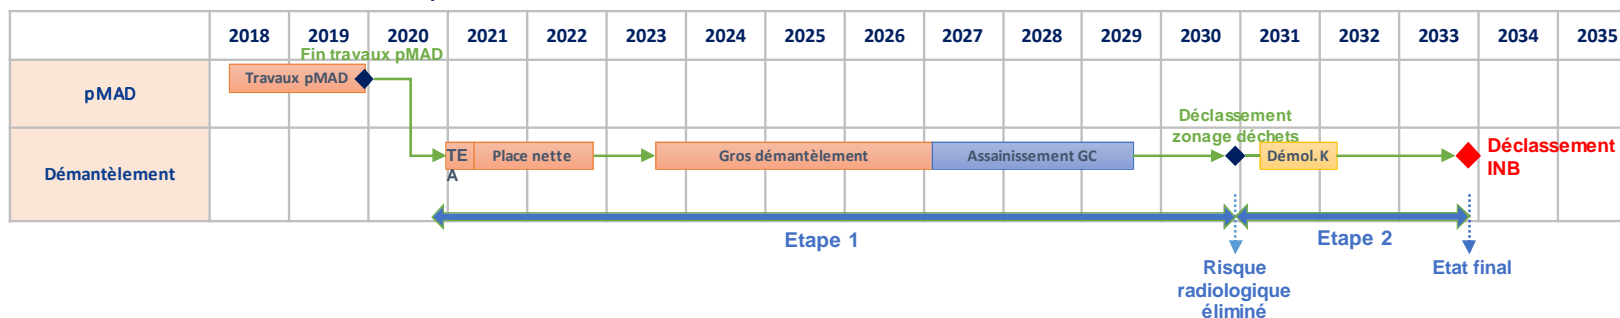 2018 2019 2020 2021 2022 2023 2024 2025 2026 2027 2028 2029 2030 2031 2032 2033 2034 2035
Fin travaux pMAD
pMAD
Travaux pMAD
Déclassement
zonage déchets
Démantèlement
TE
A
Place nette
Gros démantèlement
Assainissement GC
Démol. K
Déclassement
INB
Etape 1
Etape 2
Risque
radiologique
éliminé
Etat final